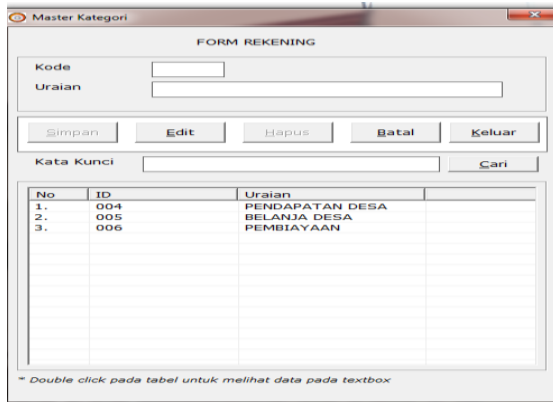 Master Kategori
FORM REKENING
Kode
Uraian
Simpan Edit Hapus Batal Keluar
Kata Kunci Cari
No ID Uraian
1. 004 PENDAPATAN DESA
2. 005 BELANJA DESA
3. 006 PEMBIAYAAN
* Double click pada tabel untuk melihat data pada textbox